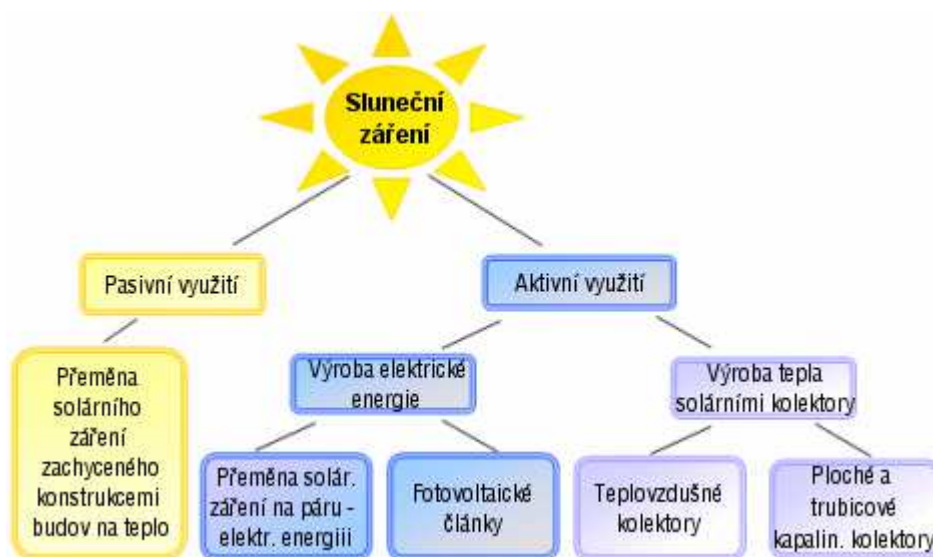 Sluneční
záření
Pasivní využití
Aktivní využití
Přeměna
solárního
záření
zachyceného
konstrukcemi
budov na teplo
Výroba elektrické
energie
Výroba tepla
solárními kolektory
Přeměna solár.
záření na páru -
elektr. energiii
Fotovoltaické
články
Teplovzdušné
kolektory
Ploché a
trubicové
kapalin. kolektory